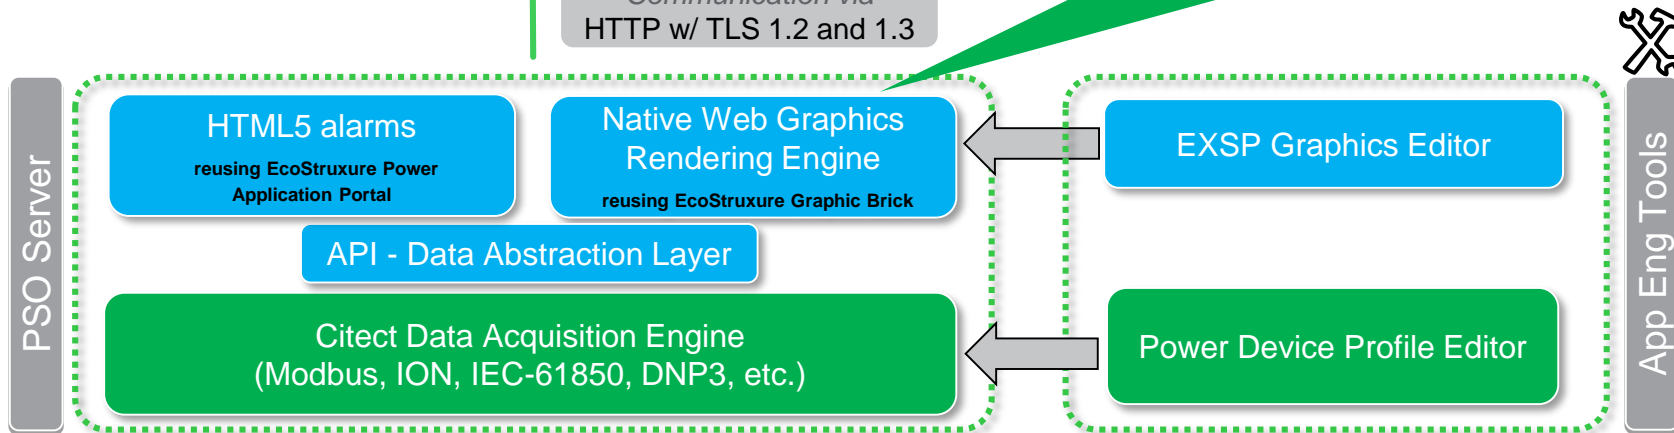 Communication via
HTTP w/ TLS 1.2 and 1.3
PSO Server
HTML5 alarms
reusing EcoStruxure Power
Application Portal
Native Web Graphics
Rendering Engine
reusing EcoStruxure Graphic Brick
API - Data Abstraction Layer
Citect Data Acquisition Engine
(Modbus, ION, IEC-61850, DNP3, etc.)
EXSP Graphics Editor
Power Device Profile Editor
App Eng Tools